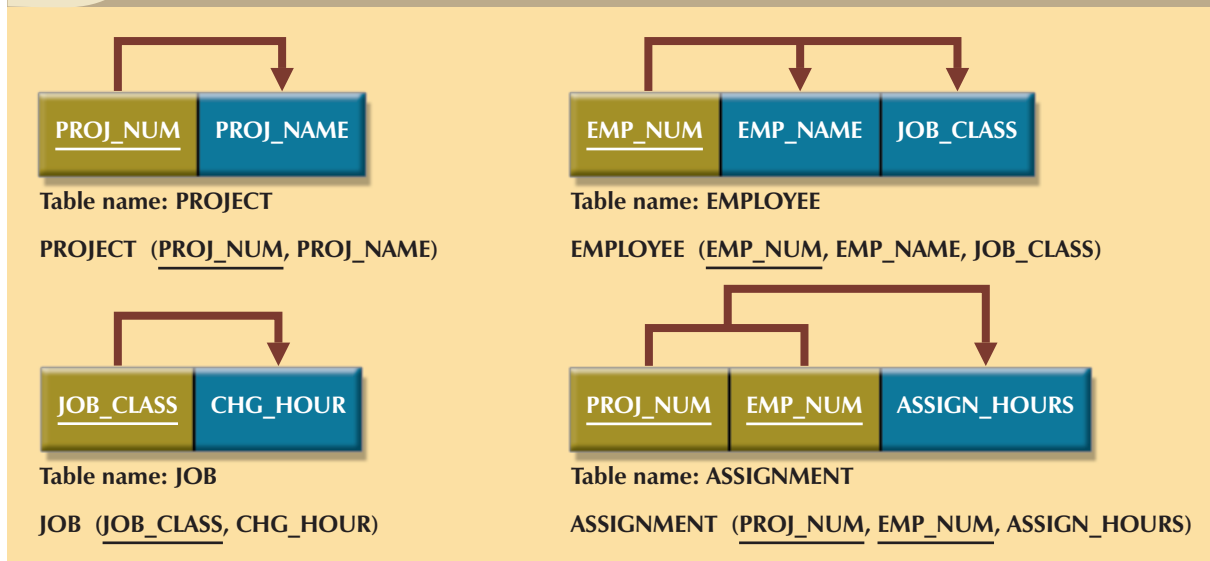 PROJ_NUM PROJ_NAME
Table name: PROJECT
PROJECT (PROJ_NUM, PROJ_NAME)
EMP_NUM EMP_NAME JOB_CLASS
Table name: EMPLOYEE
EMPLOYEE (EMP_NUM, EMP_NAME, JOB_CLASS)
JOB_CLASS CHG_HOUR
Table name: JOB
JOB (JOB_CLASS, CHG_HOUR)
PROJ_NUM EMP_NUM ASSIGN_HOURS
Table name: ASSIGNMENT
ASSIGNMENT (PROJ_NUM, EMP_NUM, ASSIGN_HOURS)